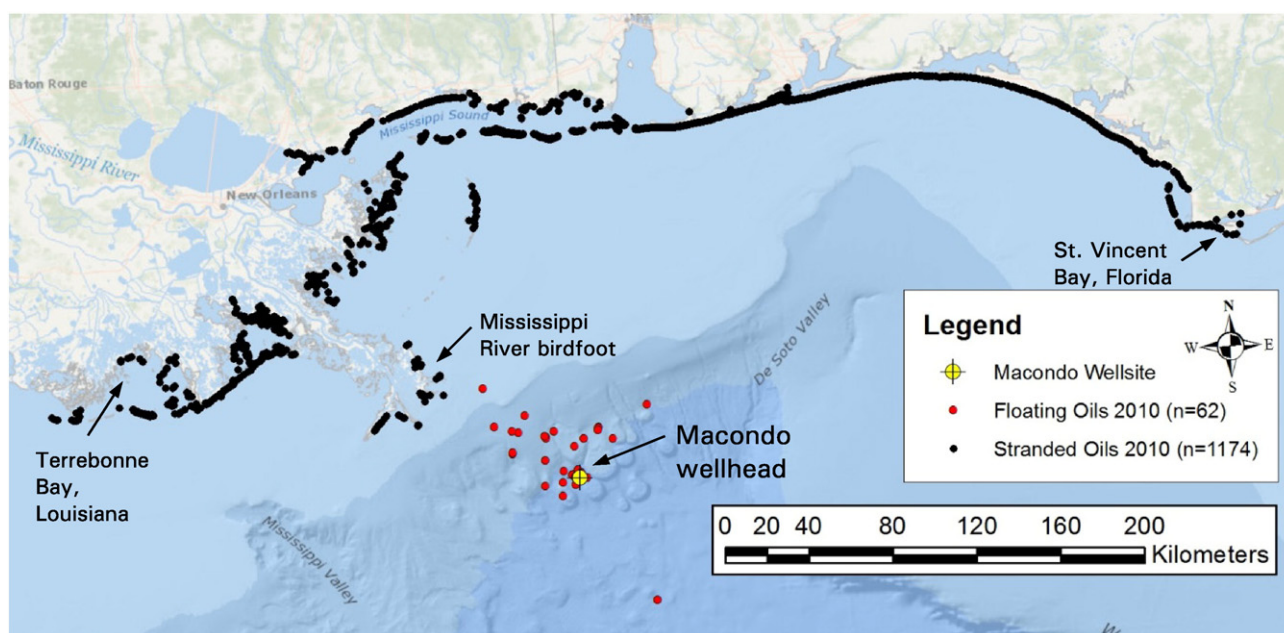 Baton Rouge
Mississippi River
New Orleans
Mississippi Sound
St. Vincent
Bay, Florida
Mississippi
River birdfoot
De Soto Valley
Macondo
wellhead
Terrebonne
Bay,
Louisiana
Mississippi Valley
Legend
N
W
E
S
Macondo Wellsite
Floating Oils 2010 (n=62)
Stranded Oils 2010 (n=1174)
0 20 40 80 120 160 200
Kilometers